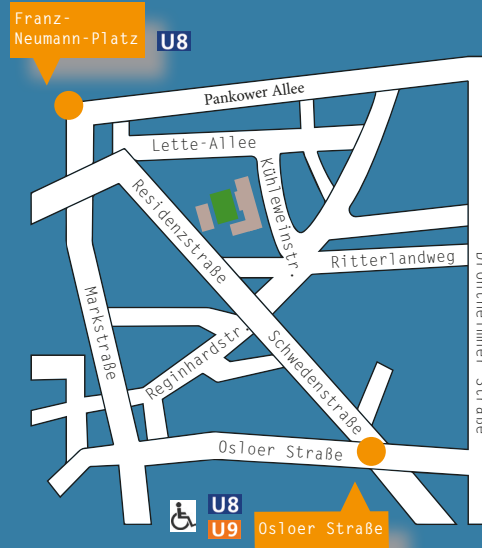 Franz-
Neumann-Platz
U8
Pankower Allee
Lette-Allee
Kühleweinstr.
Residenzstraße
Ritterlandweg
Markstraße
Reginhardstr.
Schwedenstraße
Osloer Straße
U8
U9
Osloer Straße